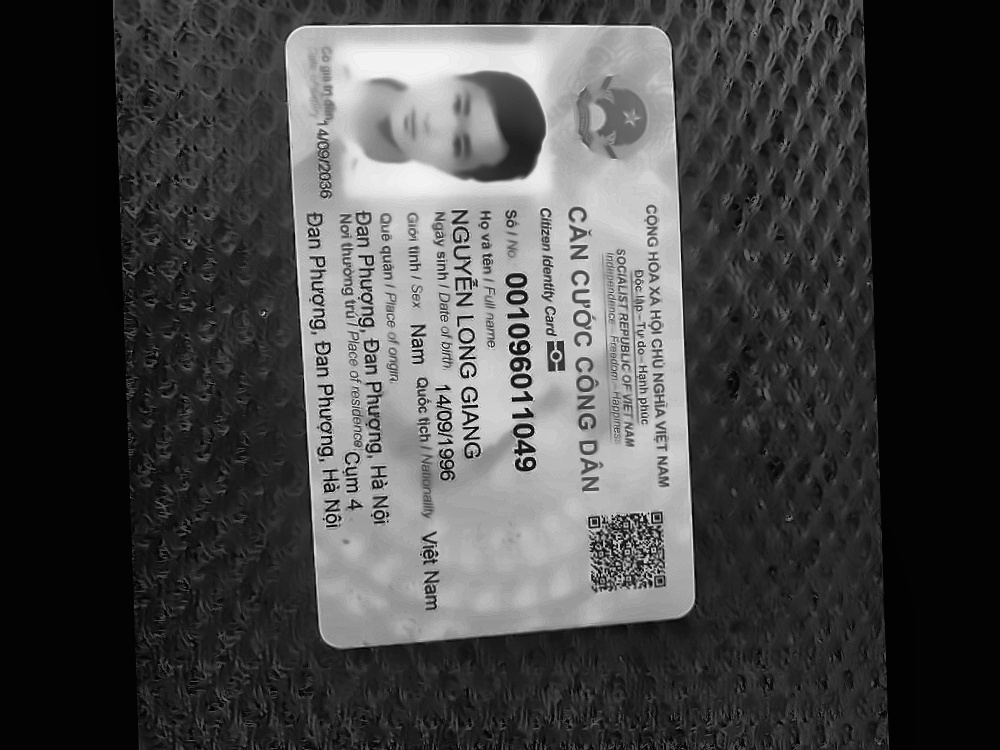 CỘNG HÒA XÃ HỘI CHỦ NGHĨA VIỆT NAM
Độc lập - Tự do - Hạnh phúc
SOCIALIST REPUBLIC OF VIET NAM
Independence - Freedom - Happiness
CĂN CƯỚC CÔNG DÂN
Citizen Identity Card
Số / No. 001096011049
Họ và tên / Full name:
NGUYỄN LONG GIANG
Ngày sinh / Date of birth: 14/09/1996
Giới tính / Sex: Nam Quốc tịch / Nationality: Việt Nam
Quê quán / Place of origin:
Đan Phượng, Đan Phượng, Hà Nội
Nơi thường trú / Place of residence: Cụm 4
Đan Phượng, Đan Phượng, Hà Nội
Có giá trị đến: 14/09/2036